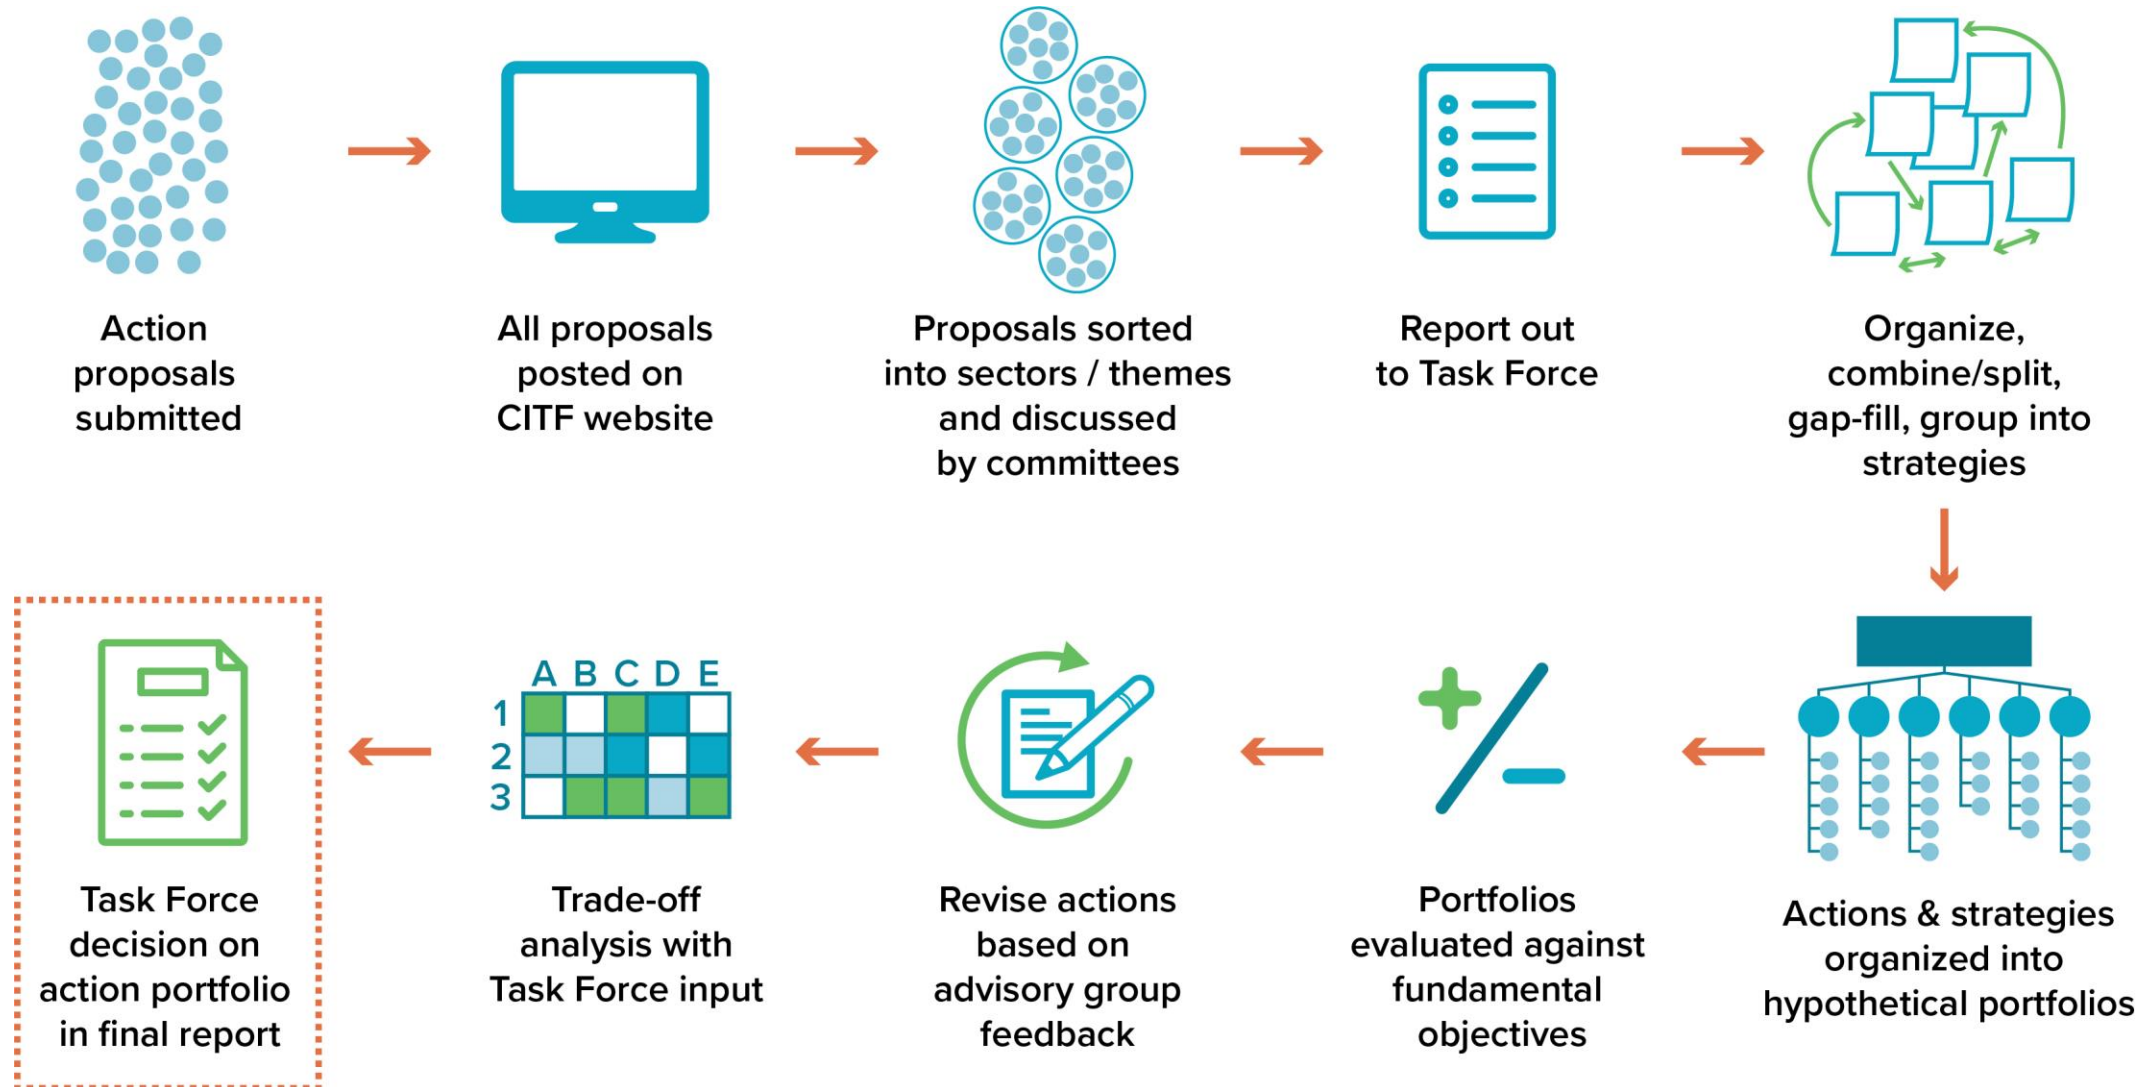 Action
proposals
submitted
All proposals
posted on
CITF website
Proposals sorted
into sectors / themes
and discussed
by committees
Report out
to Task Force
Organize,
combine/split,
gap-fill, group into
strategies
Actions & strategies
organized into
hypothetical portfolios
Portfolios
evaluated against
fundamental
objectives
Revise actions
based on
advisory group
feedback
A B C D E
1
2
3
Trade-off
analysis with
Task Force input
Task Force
decision on
action portfolio
in final report